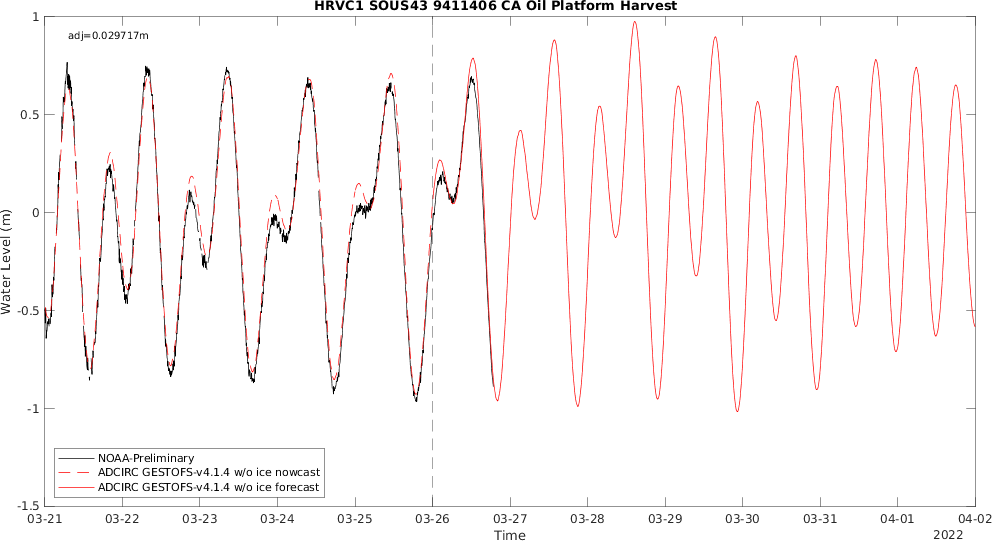 HRVC1 SOUS43 9411406 CA Oil Platform Harvest
adj=0.029717m
1
0.5
0
-0.5
-1
-1.5
Water Level (m)
NOAA-Preliminary
ADCIRC GESTOFS-v4.1.4 w/o ice nowcast
ADCIRC GESTOFS-v4.1.4 w/o ice forecast
03-21 03-22 03-23 03-24 03-25 03-26 03-27 03-28 03-29 03-30 03-31 04-01 04-02
Time
2022